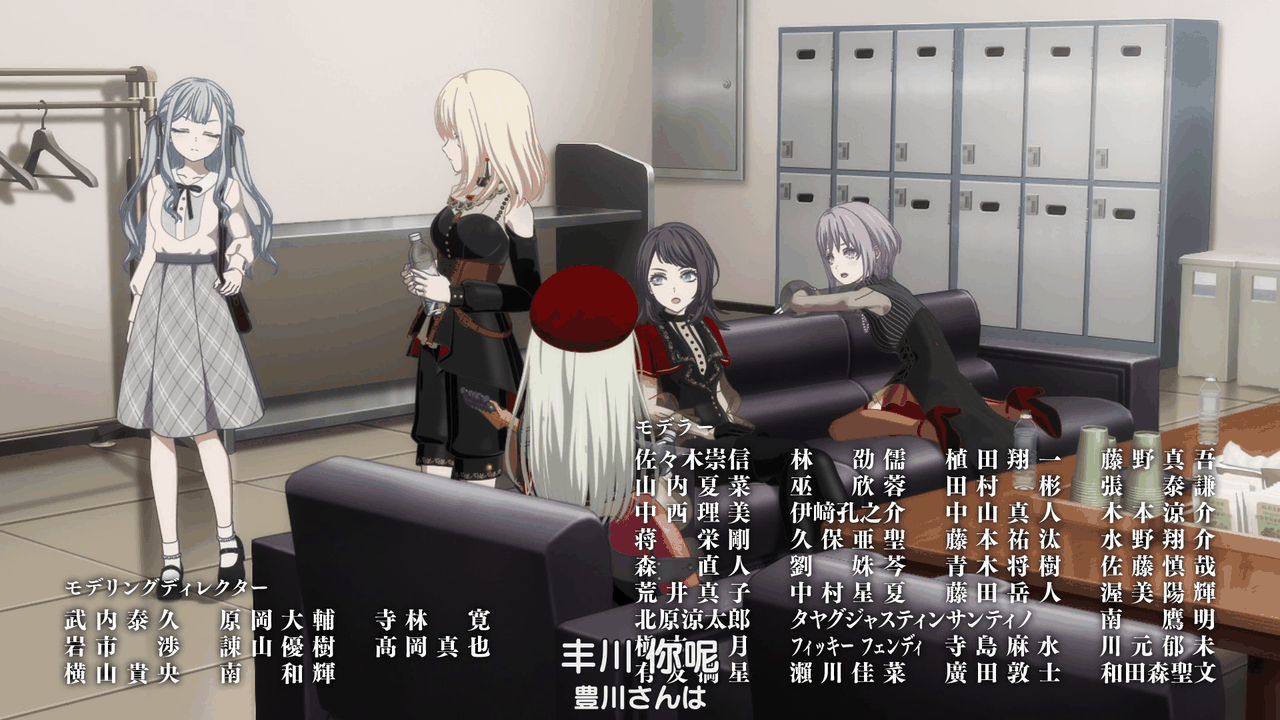 モデラー
佐々木崇信 林 劭儒 植田翔一 藤野真吾
山内夏菜 巫 欣蓉 田村 彬 張 泰謙
中西理美 伊﨑孔之介 中山真人 木本涼介
蒋 栄剛 久保亜聖 藤本祐汰 水野翔介
森 直人 劉 姝芩 青木将樹 佐藤慎哉
荒井真子 中村星夏 藤田岳人 渥美陽輝
北原涼太郎 タヤグジャスティンサンティノ 南 鷹明
月 フィッキー フェンディ 寺島麻水 川元郁未
星 瀬川佳菜 廣田敦士 和田森聖文
モデリングディレクター
武内泰久 原岡大輔 寺林 寛
岩市 渉 諌山優樹 髙岡真也
横山貴央 南 和輝
丰川 你呢
豊川さんは